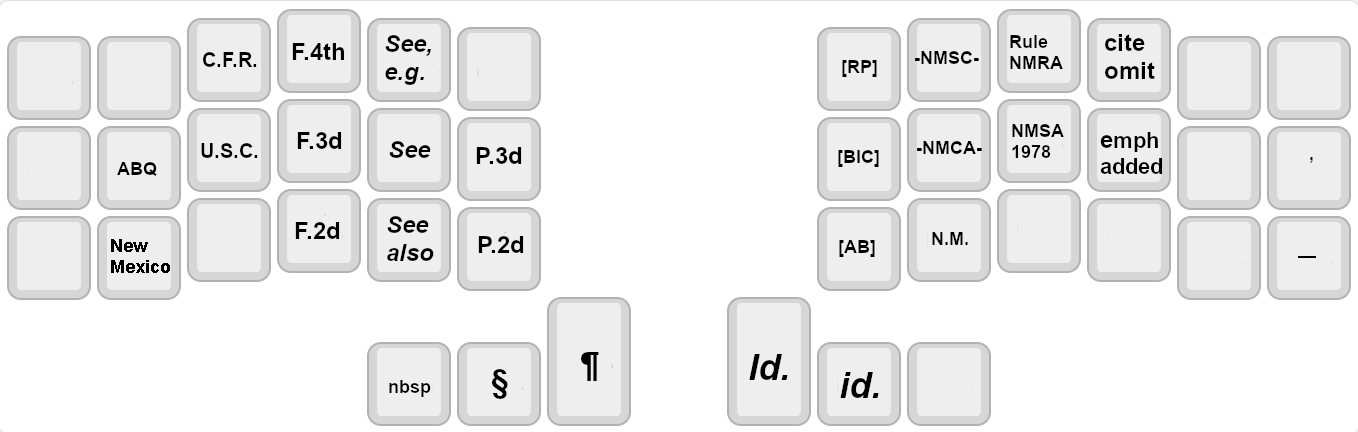 C.F.R.
F.4th
See,
e.g.
[RP]
-NMSC-
Rule
NMRA
cite
omit
ABQ
U.S.C.
F.3d
See
P.3d
[BIC]
-NMCA-
NMSA
1978
emph
added
’
New
Mexico
F.2d
See
also
P.2d
[AB]
N.M.
—
nbsp
§
¶
Id.
id.